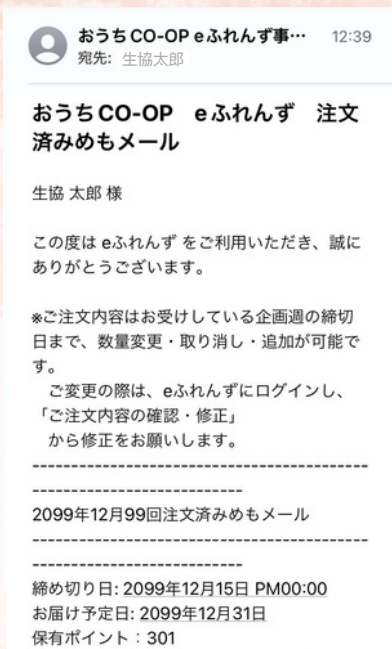 おうちCO-OP eふれんず事… 12:39
宛先: 生協太郎
おうちCO-OP　eふれんず　注文
済みめもメール
生協 太郎 様
この度は eふれんず をご利用いただき、誠に
ありがとうございます。
※ご注文内容はお受けしている企画週の締切
日まで、数量変更・取り消し・追加が可能で
す。
　ご変更の際は、eふれんずにログインし、
「ご注文内容の確認・修正」
　から修正をお願いします。
-------------------------------------------
---------------------------
2099年12月99回注文済みめもメール
-------------------------------------------
---------------------------
締め切り日: 2099年12月15日 PM00:00
お届け予定日: 2099年12月31日
保有ポイント：301